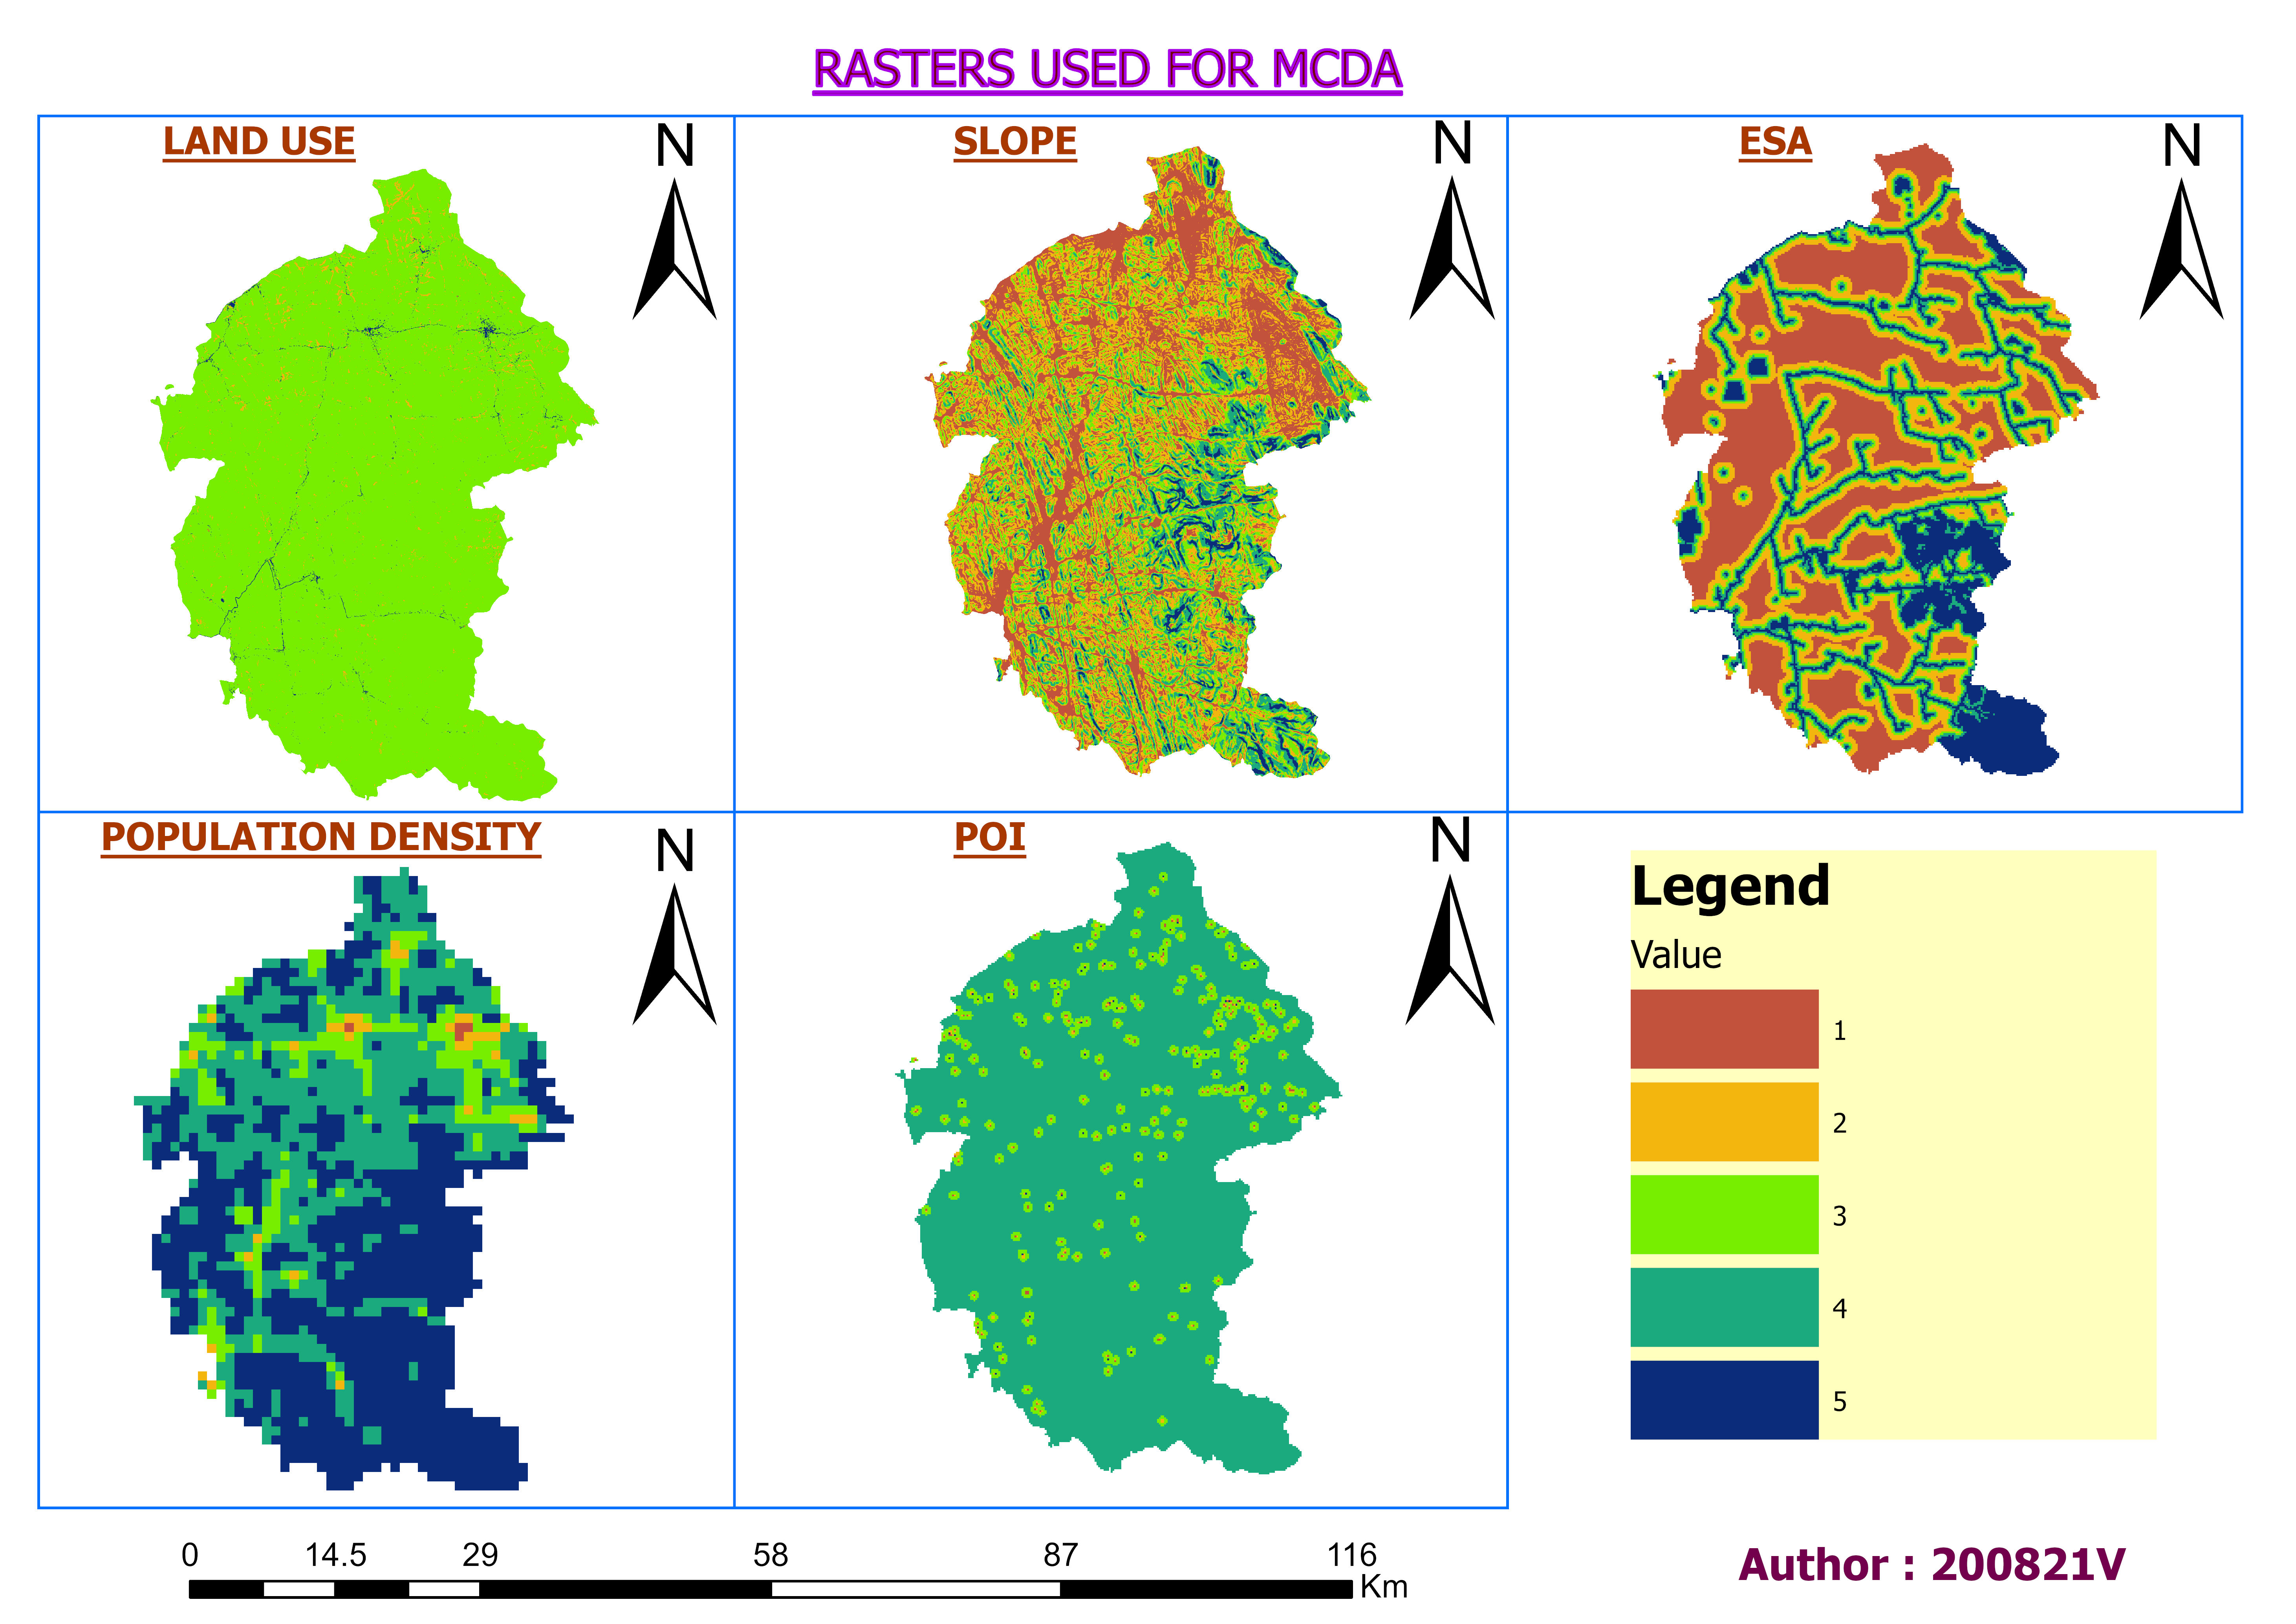 RASTERS USED FOR MCDA
LAND USE
N
SLOPE
N
ESA
N
POPULATION DENSITY
N
POI
N
Legend
Value
1
2
3
4
5
0 14.5 29 58 87 116
Km
Author : 200821V